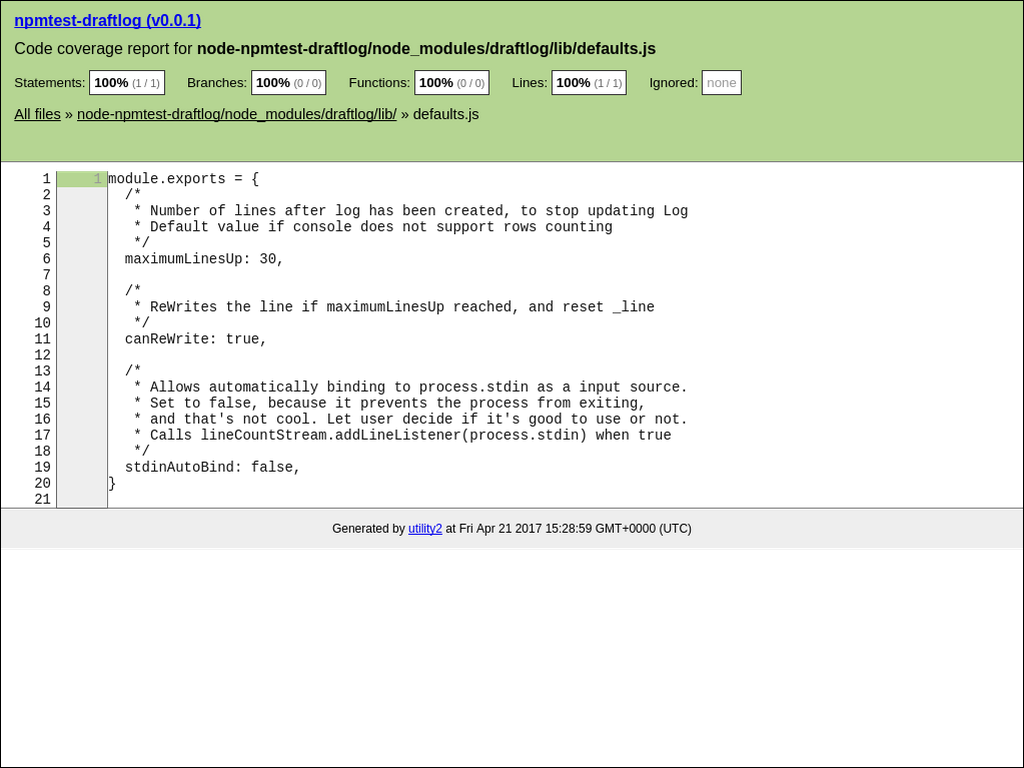 npmtest-draftlog (v0.0.1)
Code coverage report for node-npmtest-draftlog/node_modules/draftlog/lib/defaults.js
Statements: 100% (1 / 1) Branches: 100% (0 / 0) Functions: 100% (0 / 0) Lines: 100% (1 / 1) Ignored: none
All files » node-npmtest-draftlog/node_modules/draftlog/lib/ » defaults.js
1 1 module.exports = {
2 /*
3 * Number of lines after log has been created, to stop updating Log
4 * Default value if console does not support rows counting
5 */
6 maximumLinesUp: 30,
7
8 /*
9 * ReWrites the line if maximumLinesUp reached, and reset _line
10 */
11 canReWrite: true,
12
13 /*
14 * Allows automatically binding to process.stdin as a input source.
15 * Set to false, because it prevents the process from exiting,
16 * and that's not cool. Let user decide if it's good to use or not.
17 * Calls lineCountStream.addLineListener(process.stdin) when true
18 */
19 stdinAutoBind: false,
20 }
21
Generated by utility2 at Fri Apr 21 2017 15:28:59 GMT+0000 (UTC)